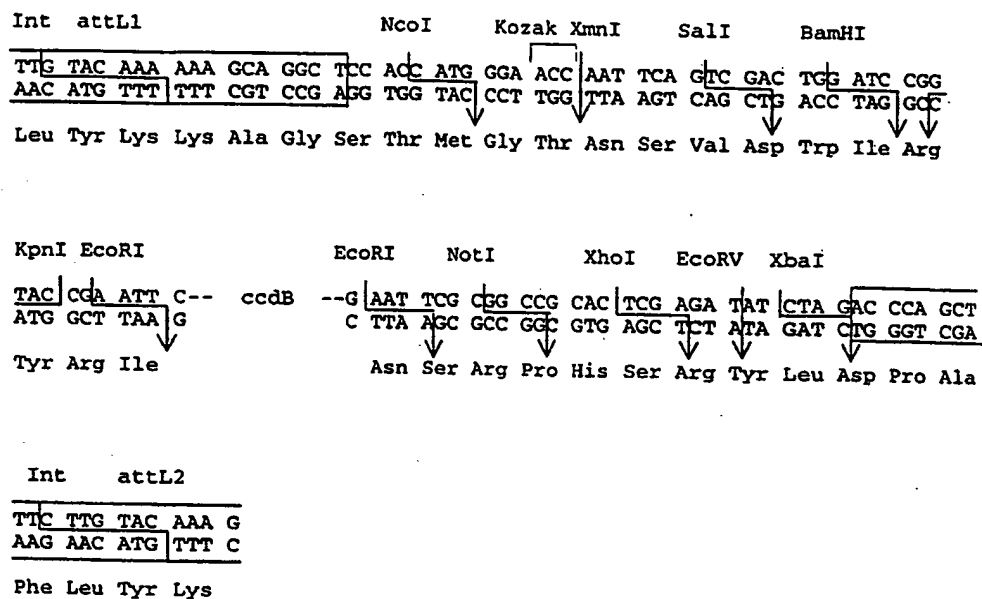 Int attL1 NcoI Kozak XmnI SalI BamHI
TTG TAC AAA AAA GCA GGC TCC ACC ATG GGA ACC AAT TCA GTC GAC TGG ATC CGG
AAC ATG TTT TTT CGT CCG AGG TGG TAC CCT TGG TTA AGT CAG CTG ACC TAG GCC
Leu Tyr Lys Lys Ala Gly Ser Thr Met Gly Thr Asn Ser Val Asp Trp Ile Arg
KpnI EcoRI EcoRI NotI XhoI EcoRV XbaI
TAC CGA ATT C-- ccdB --G AAT TCG CGG CCG CAC TCG AGA TAT CTAG ACC CA GCT
ATG GCT TAA G C TTA AGC GCC GGC GTG AGC TCT ATA GAT CTG GGT CGA
Tyr Arg Ile Asn Ser Arg Pro His Ser Arg Tyr Leu Asp Pro Ala
Int attL2
TTC TTG TAC AAA G
AAG AAC ATG TTT C
Phe Leu Tyr Lys